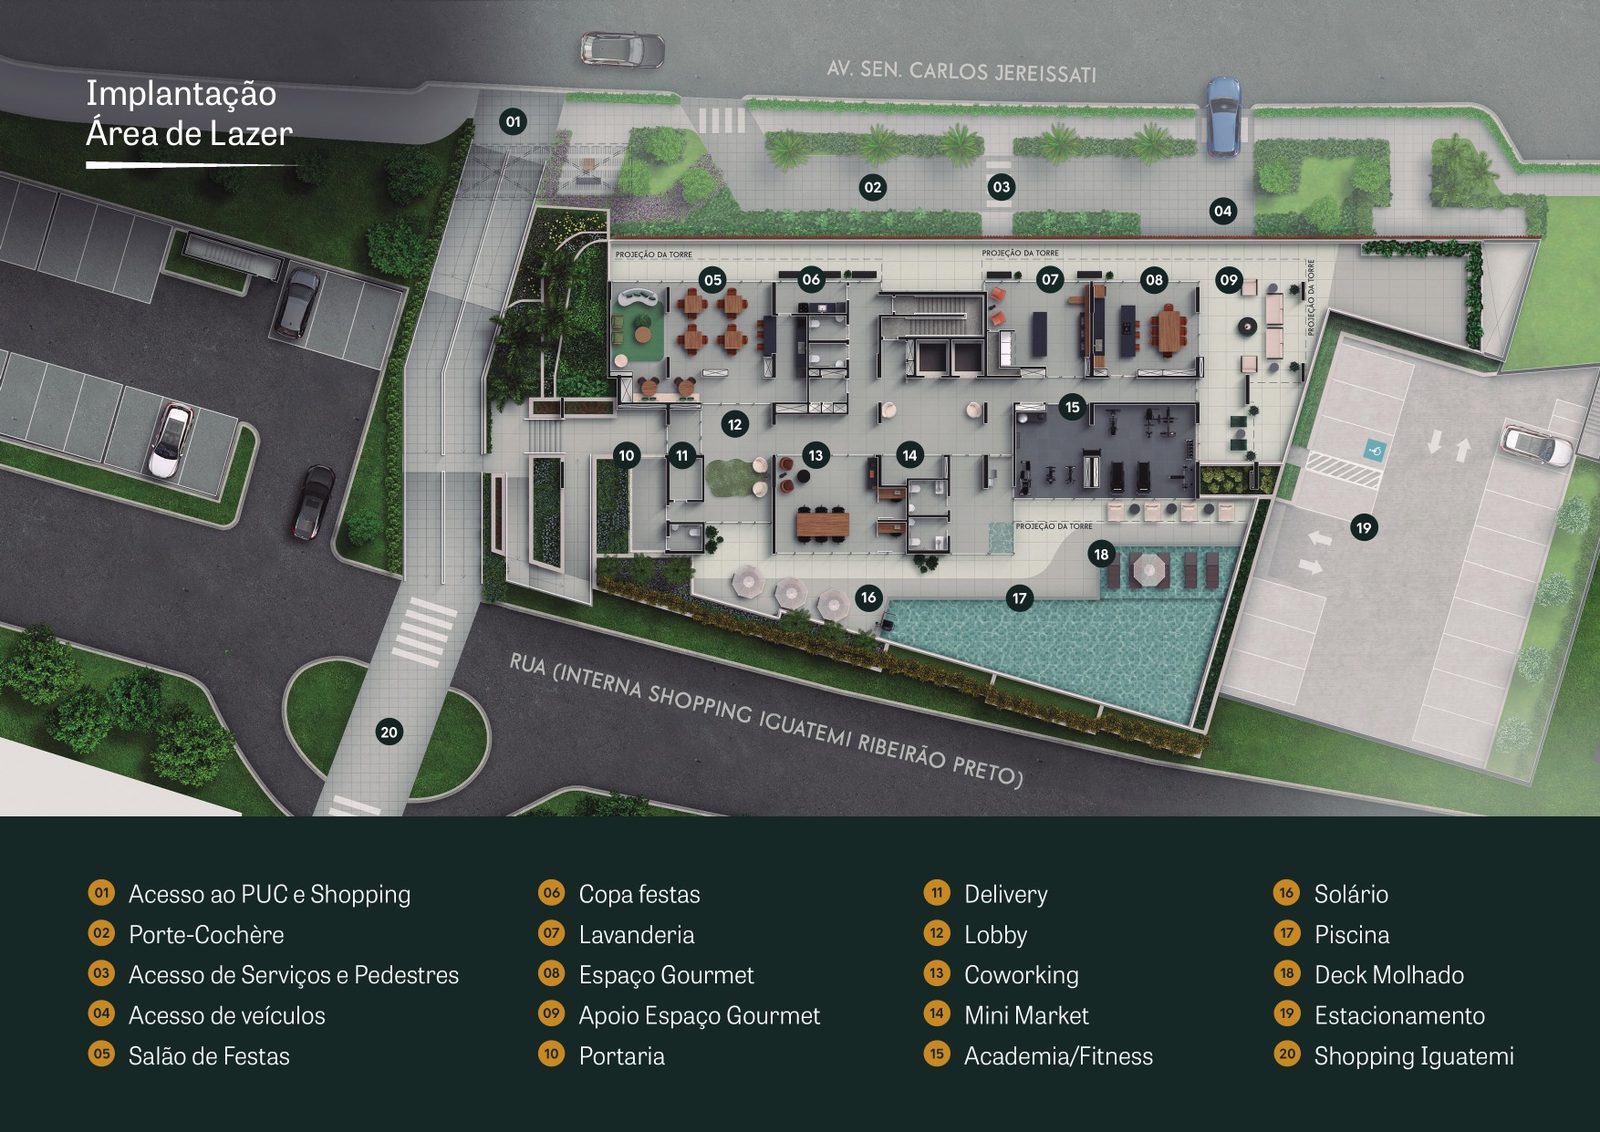 Implantação
Área de Lazer
AV. SEN. CARLOS JEREISSATI
01
02
03
04
PROJEÇÃO DA TORRE
PROJEÇÃO DA TORRE
PROJEÇÃO DA TORRE
05
06
07
08
09
15
12
10
11
13
14
PROJEÇÃO DA TORRE
19
18
16
17
20
RUA (INTERNA SHOPPING IGUATEMI RIBEIRÃO PRETO)
01 Acesso ao PUC e Shopping
02 Porte-Cochère
03 Acesso de Serviços e Pedestres
04 Acesso de veículos
05 Salão de Festas
06 Copa festas
07 Lavanderia
08 Espaço Gourmet
09 Apoio Espaço Gourmet
10 Portaria
11 Delivery
12 Lobby
13 Coworking
14 Mini Market
15 Academia/Fitness
16 Solário
17 Piscina
18 Deck Molhado
19 Estacionamento
20 Shopping Iguatemi